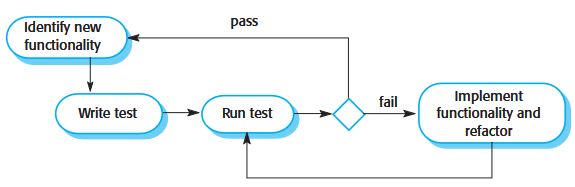 pass
Identify new
functionality
Write test
Run test
fail
Implement
functionality and
refactor